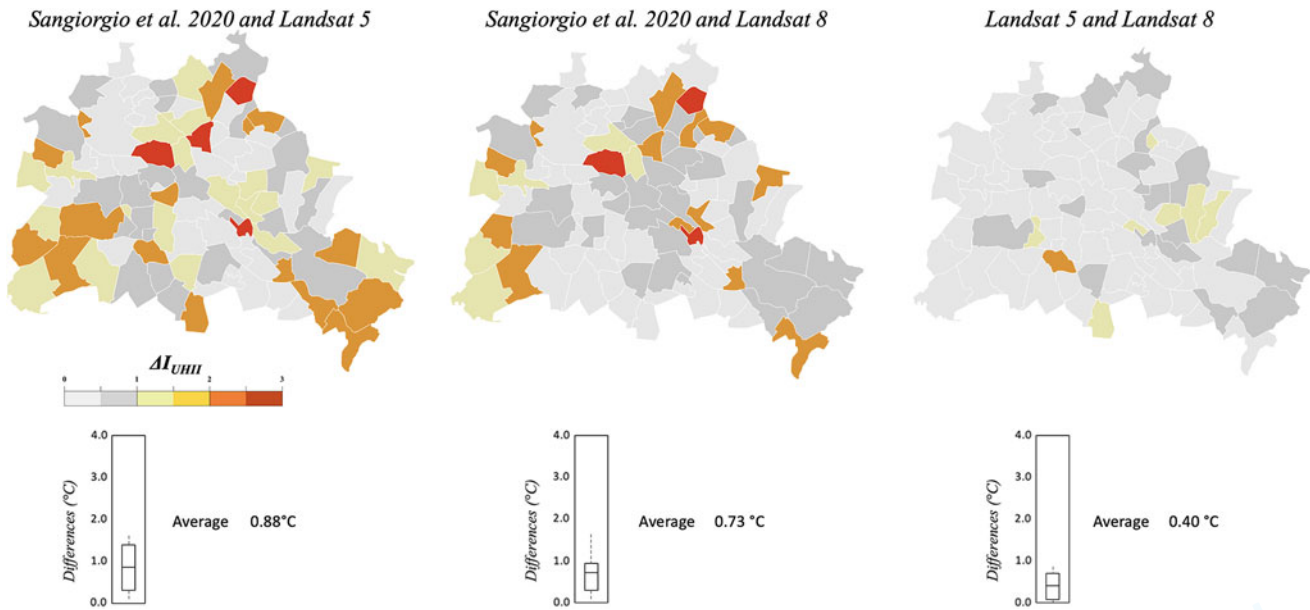 Sangiorgio et al. 2020 and Landsat 5
Sangiorgio et al. 2020 and Landsat 8
Landsat 5 and Landsat 8
ΔI_UHII
0 1 2 3
4.0
3.0
2.0
1.0
0.0
Differences (°C)
Average 0.88°C
4.0
3.0
2.0
1.0
0.0
Differences (°C)
Average 0.73 °C
4.0
3.0
2.0
1.0
0.0
Differences (°C)
Average 0.40 °C